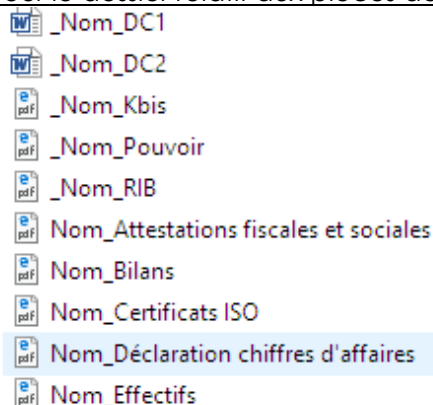 _Nom_DC1
_Nom_DC2
_Nom_Kbis
_Nom_Pouvoir
_Nom_RIB
Nom_Attestations fiscales et sociales
Nom_Bilans
Nom_Certificats ISO
Nom_Déclaration chiffres d'affaires
Nom_Effectifs